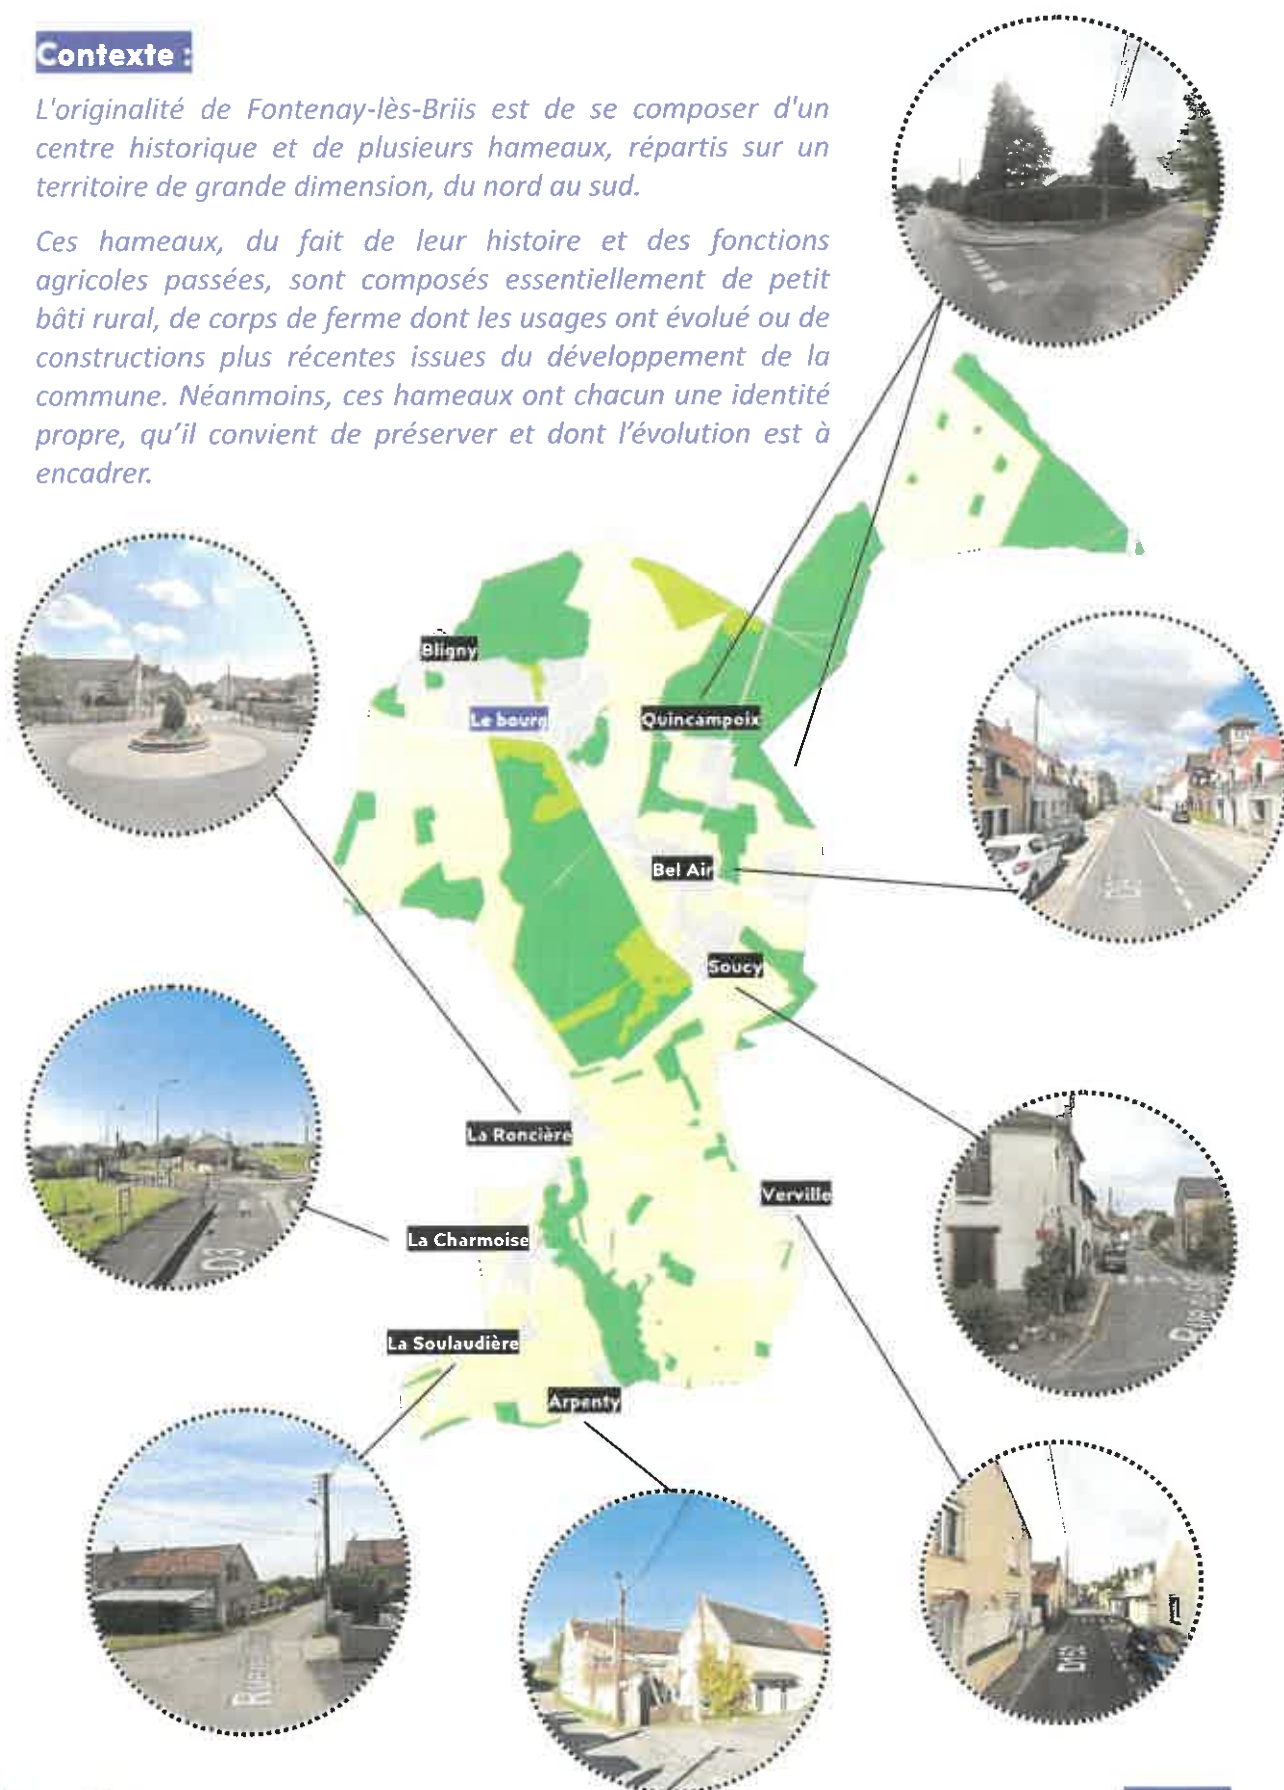 Contexte :
L'originalité de Fontenay-lès-Briis est de se composer d'un
centre historique et de plusieurs hameaux, répartis sur un
territoire de grande dimension, du nord au sud.
Ces hameaux, du fait de leur histoire et des fonctions
agricoles passées, sont composés essentiellement de petit
bâti rural, de corps de ferme dont les usages ont évolué ou de
constructions plus récentes issues du développement de la
commune. Néanmoins, ces hameaux ont chacun une identité
propre, qu'il convient de préserver et dont l'évolution est à
encadrer.
Bligny
Le bourg
Quincampoix
Bel Air
Soucy
La Roncière
Verville
La Charmoise
D3
La Soulaudière
Arpenty
D152